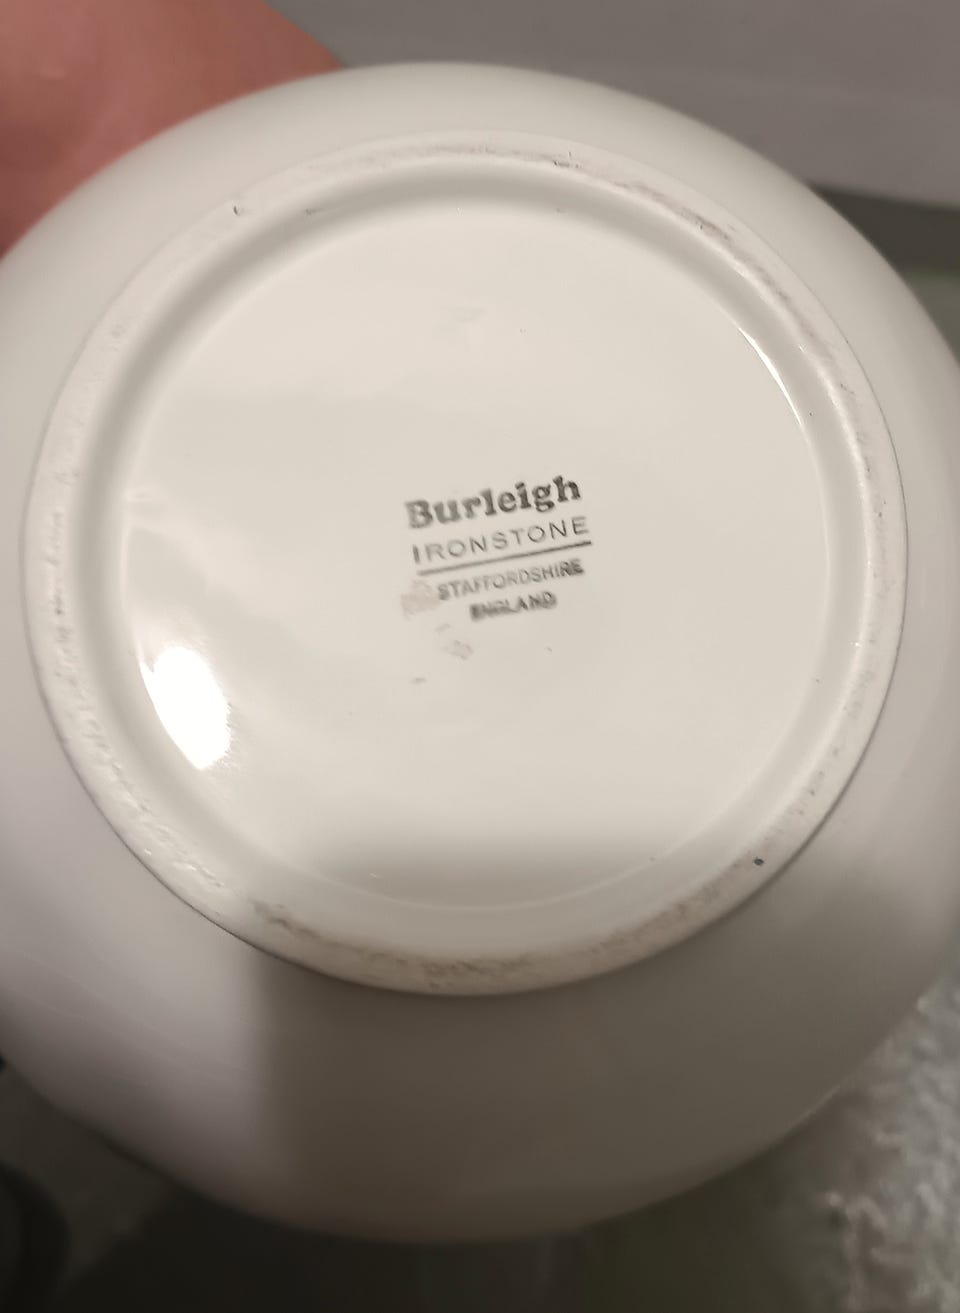 Burleigh
IRONSTONE
STAFFORDSHIRE
ENGLAND